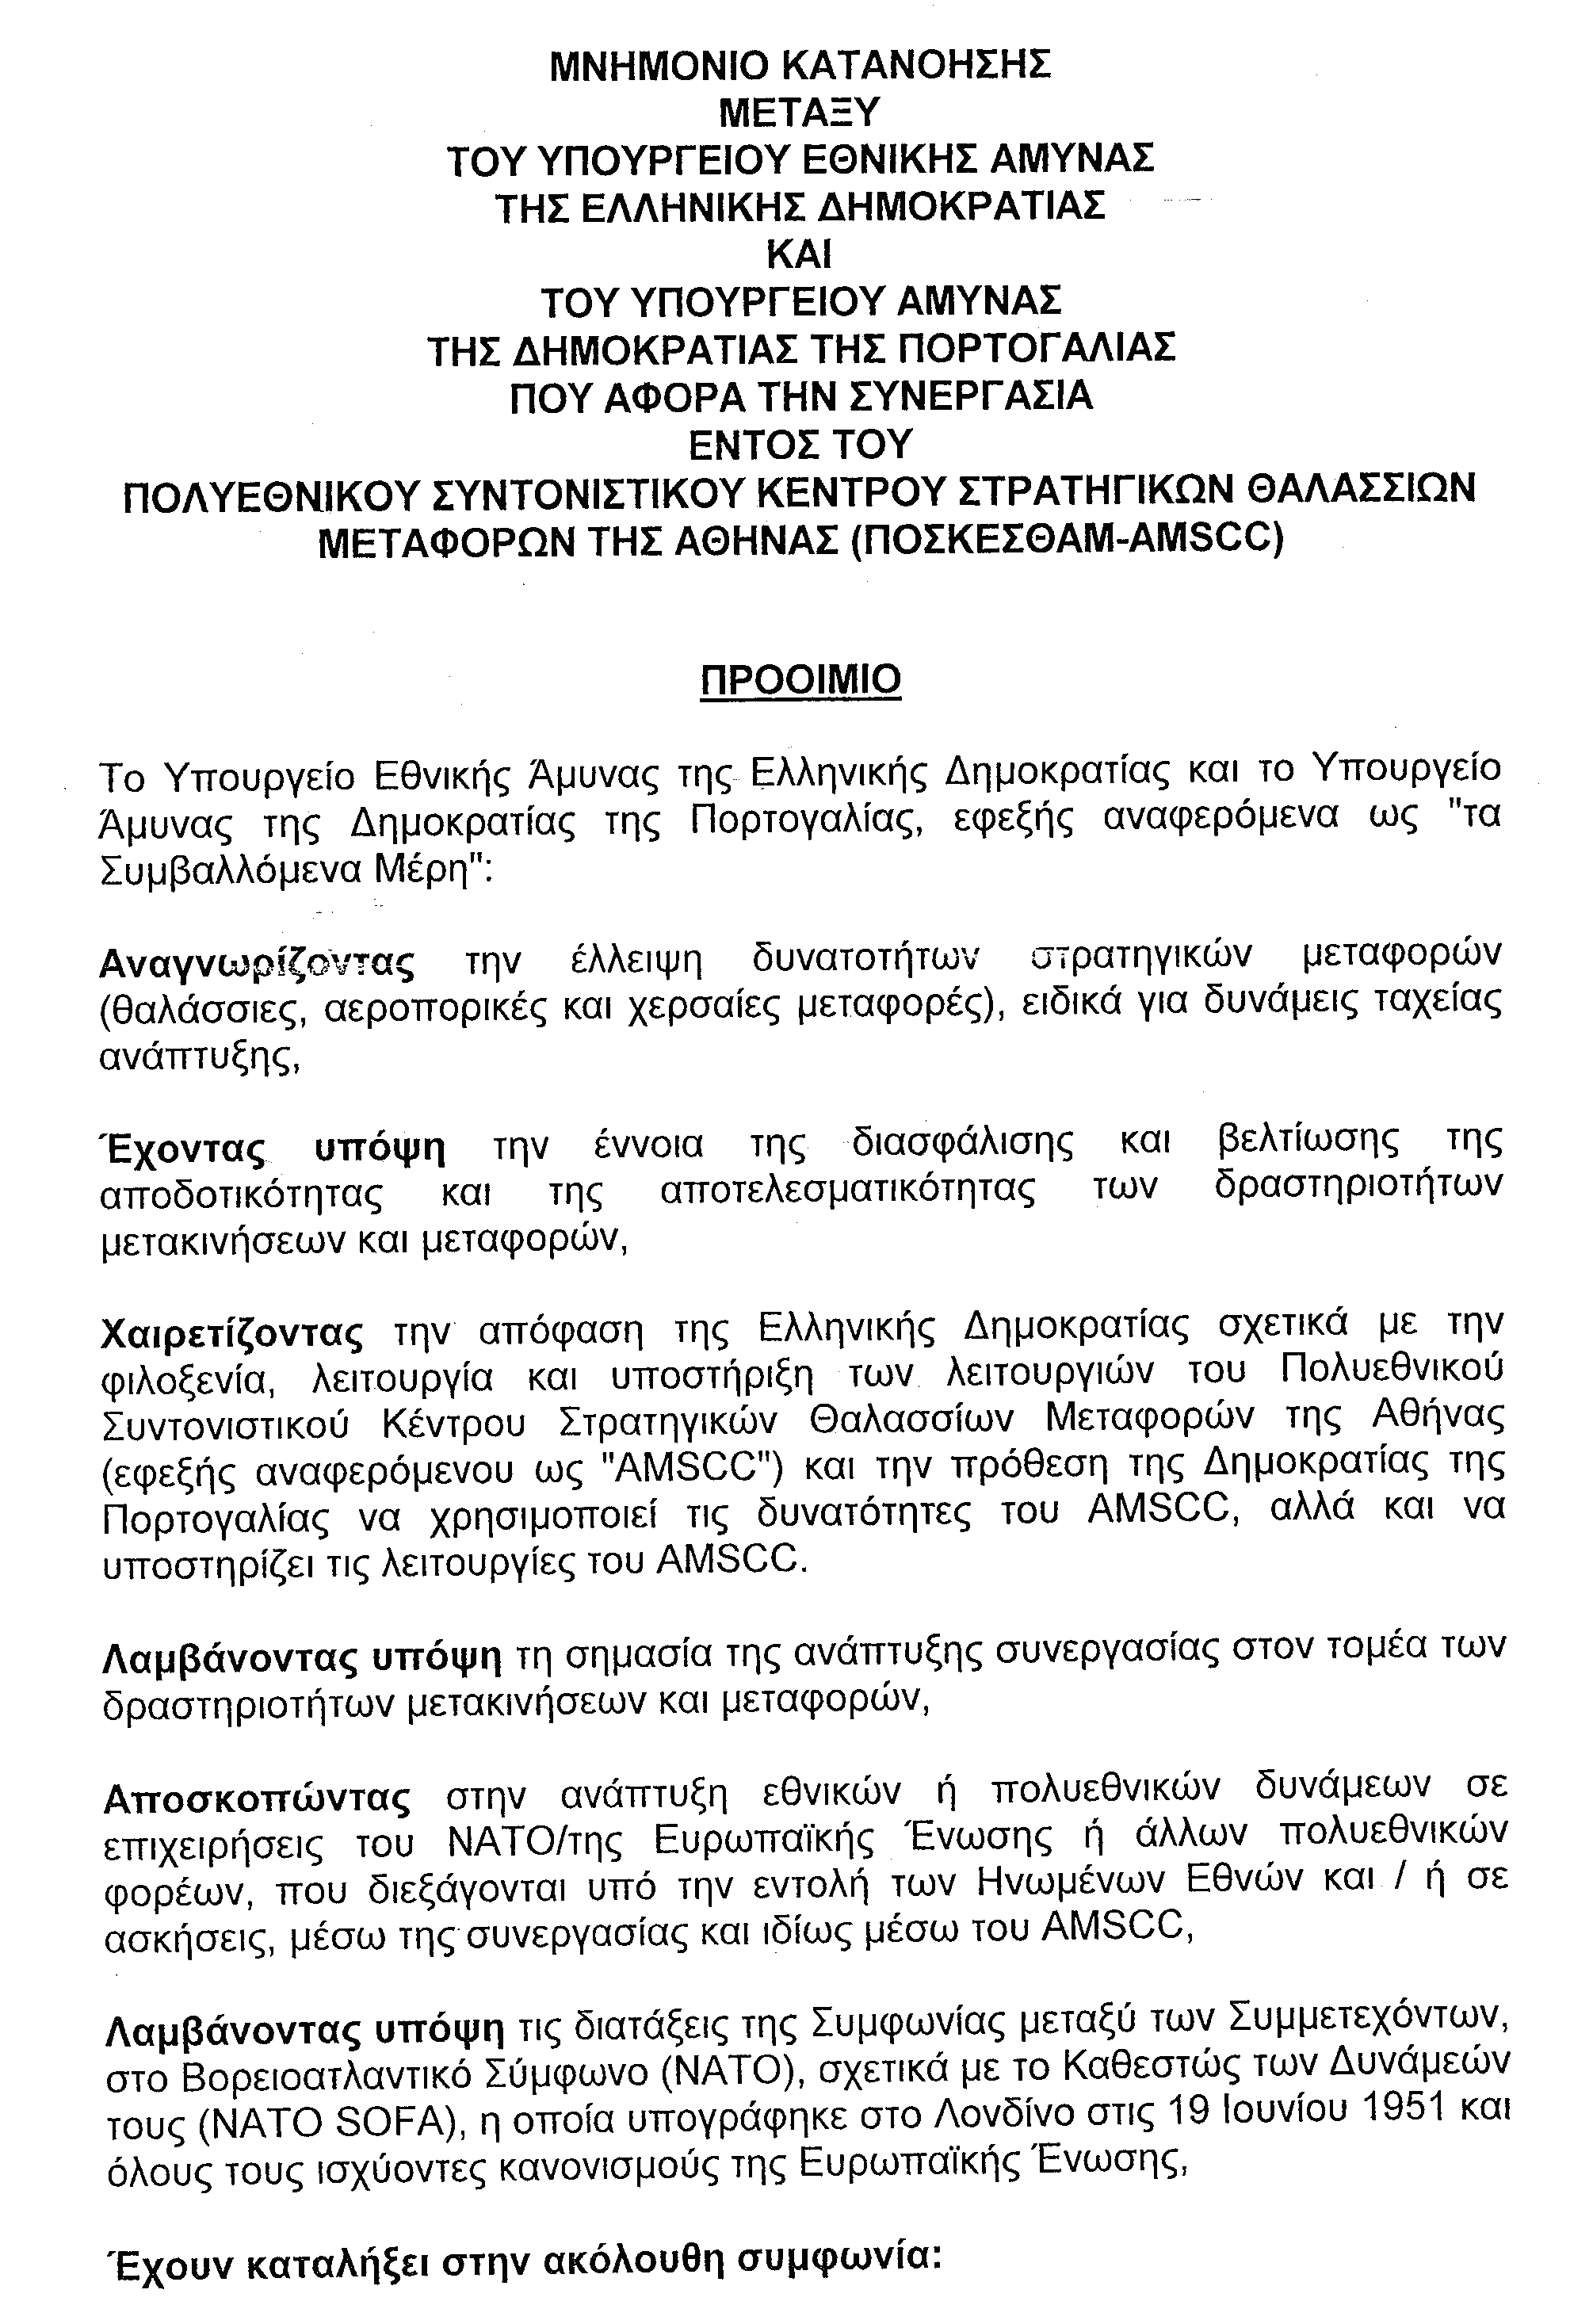 ΜΝΗΜΟΝΙΟ ΚΑΤΑΝΟΗΣΗΣ
ΜΕΤΑΞΥ
ΤΟΥ ΥΠΟΥΡΓΕΙΟΥ ΕΘΝΙΚΗΣ ΑΜΥΝΑΣ
ΤΗΣ ΕΛΛΗΝΙΚΗΣ ΔΗΜΟΚΡΑΤΙΑΣ
ΚΑΙ
ΤΟΥ ΥΠΟΥΡΓΕΙΟΥ ΑΜΥΝΑΣ
ΤΗΣ ΔΗΜΟΚΡΑΤΙΑΣ ΤΗΣ ΠΟΡΤΟΓΑΛΙΑΣ
ΠΟΥ ΑΦΟΡΑ ΤΗΝ ΣΥΝΕΡΓΑΣΙΑ
ΕΝΤΟΣ ΤΟΥ
ΠΟΛΥΕΘΝΙΚΟΥ ΣΥΝΤΟΝΙΣΤΙΚΟΥ ΚΕΝΤΡΟΥ ΣΤΡΑΤΗΓΙΚΩΝ ΘΑΛΑΣΣΙΩΝ
ΜΕΤΑΦΟΡΩΝ ΤΗΣ ΑΘΗΝΑΣ (ΠΟΣΚΕΣΘΑΜ-AMSCC)
ΠΡΟΟΙΜΙΟ
Το Υπουργείο Εθνικής Άμυνας της Ελληνικής Δημοκρατίας και το Υπουργείο
Άμυνας της Δημοκρατίας της Πορτογαλίας, εφεξής αναφερόμενα ως "τα
Συμβαλλόμενα Μέρη":
Αναγνωρίζοντας την έλλειψη δυνατοτήτων στρατηγικών μεταφορών
(θαλάσσιες, αεροπορικές και χερσαίες μεταφορές), ειδικά για δυνάμεις ταχείας
ανάπτυξης,
Έχοντας υπόψη την έννοια της διασφάλισης και βελτίωσης της
αποδοτικότητας και της αποτελεσματικότητας των δραστηριοτήτων
μετακινήσεων και μεταφορών,
Χαιρετίζοντας την απόφαση της Ελληνικής Δημοκρατίας σχετικά με την
φιλοξενία, λειτουργία και υποστήριξη των λειτουργιών του Πολυεθνικού
Συντονιστικού Κέντρου Στρατηγικών Θαλασσίων Μεταφορών της Αθήνας
(εφεξής αναφερόμενου ως "AMSCC") και την πρόθεση της Δημοκρατίας της
Πορτογαλίας να χρησιμοποιεί τις δυνατότητες του AMSCC, αλλά και να
υποστηρίζει τις λειτουργίες του AMSCC.
Λαμβάνοντας υπόψη τη σημασία της ανάπτυξης συνεργασίας στον τομέα των
δραστηριοτήτων μετακινήσεων και μεταφορών,
Αποσκοπώντας στην ανάπτυξη εθνικών ή πολυεθνικών δυνάμεων σε
επιχειρήσεις του ΝΑΤΟ/της Ευρωπαϊκής Ένωσης ή άλλων πολυεθνικών
φορέων, που διεξάγονται υπό την εντολή των Ηνωμένων Εθνών και / ή σε
ασκήσεις, μέσω της συνεργασίας και ιδίως μέσω του AMSCC,
Λαμβάνοντας υπόψη τις διατάξεις της Συμφωνίας μεταξύ των Συμμετεχόντων,
στο Βορειοατλαντικό Σύμφωνο (ΝΑΤΟ), σχετικά με το Καθεστώς των Δυνάμεών
τους (NATO SOFA), η οποία υπογράφηκε στο Λονδίνο στις 19 Ιουνίου 1951 και
όλους τους ισχύοντες κανονισμούς της Ευρωπαϊκής Ένωσης,
Έχουν καταλήξει στην ακόλουθη συμφωνία: